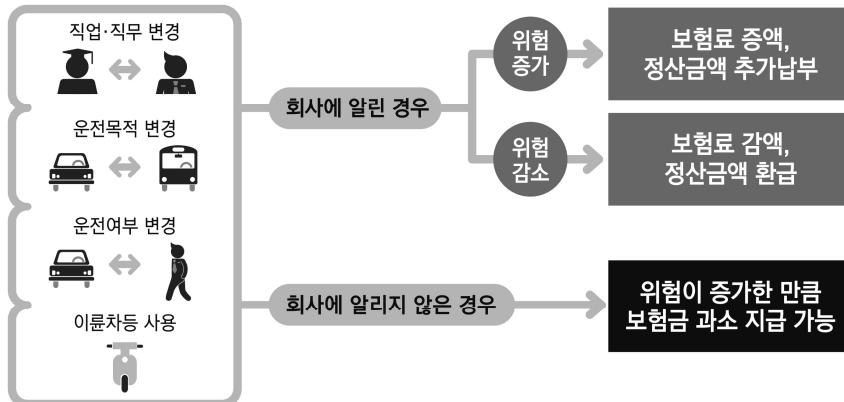 직업·직무 변경
운전목적 변경
운전여부 변경
이륜차등 사용
회사에 알린 경우
위험
증가
보험료 증액,
정산금액 추가납부
위험
감소
보험료 감액,
정산금액 환급
회사에 알리지 않은 경우
위험이 증가한 만큼
보험금 과소 지급 가능